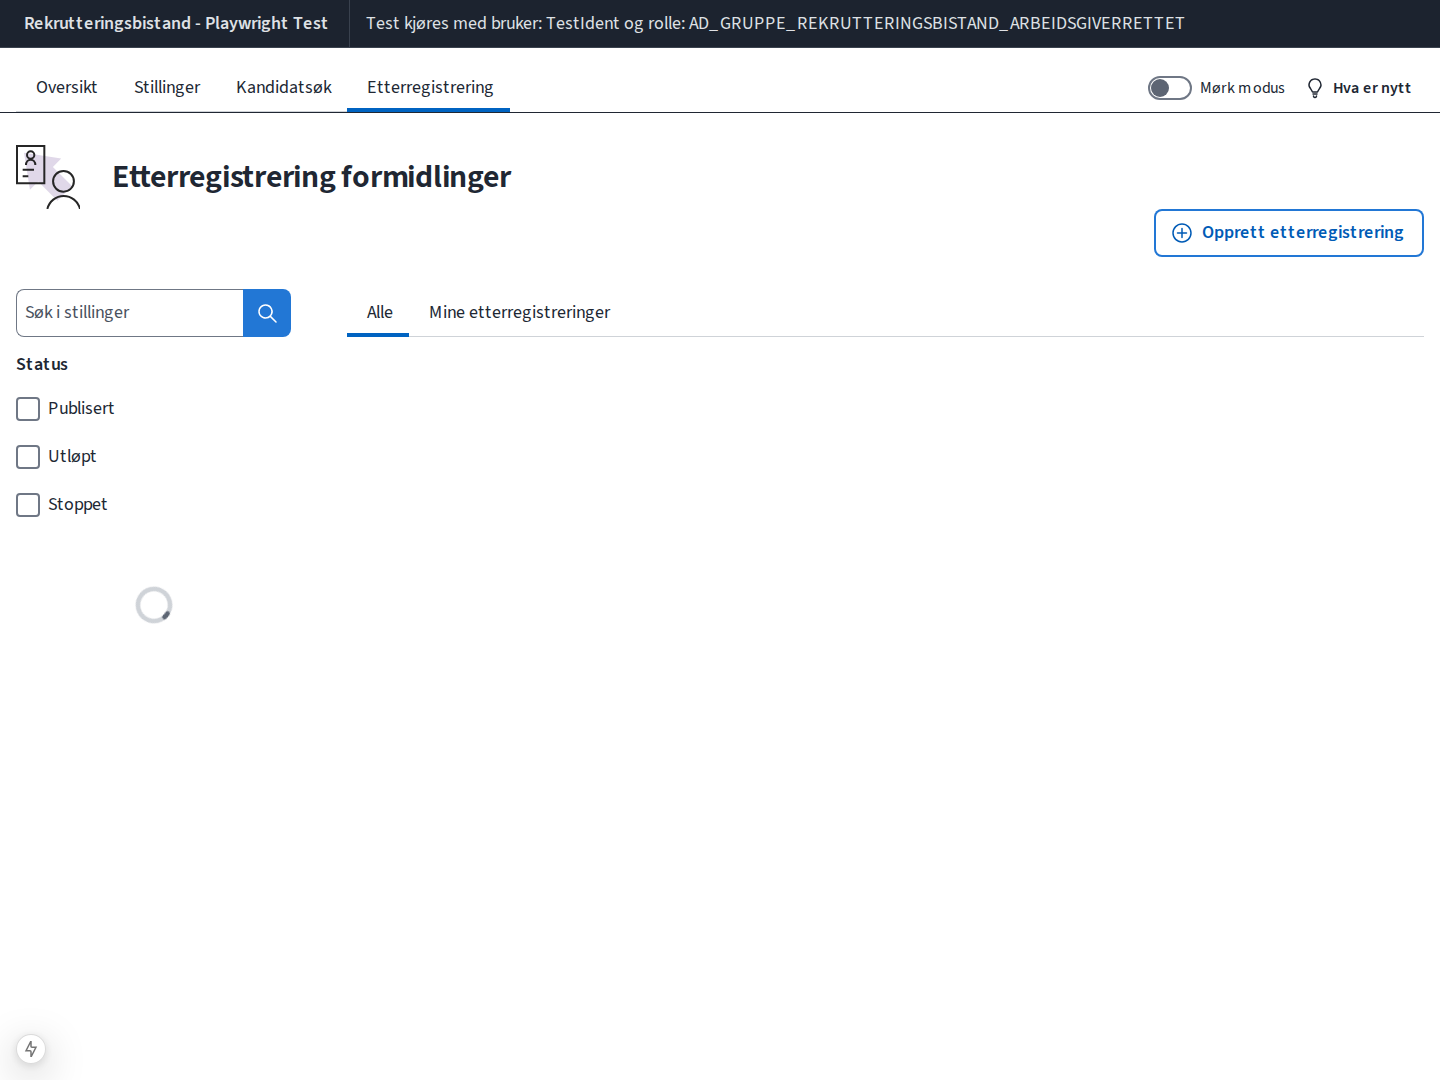 Rekrutteringsbistand - Playwright Test
Test kjøres med bruker: TestIdent og rolle: AD_GRUPPE_REKRUTTERINGSBISTAND_ARBEIDSGIVERRETTET
Oversikt
Stillinger
Kandidatsøk
Etterregistrering
Mørk modus
Hva er nytt
Etterregistrering formidlinger
Opprett etterregistrering
Søk i stillinger
Alle
Mine etterregistreringer
Status
Publisert
Utløpt
Stoppet